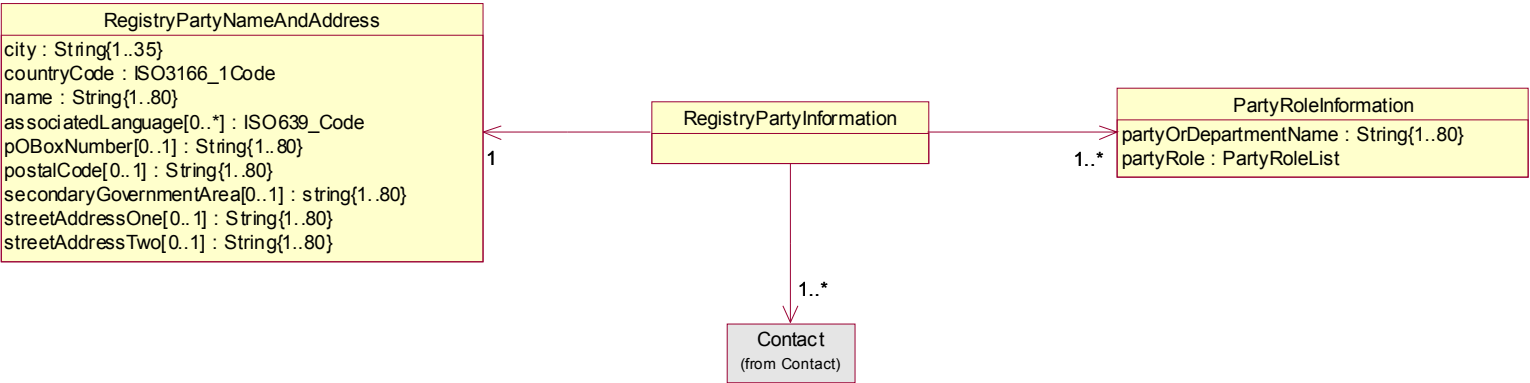 RegistryPartyNameAndAddress
city : String{1..35}
countryCode : ISO3166_1Code
name : String{1..80}
associatedLanguage[0..*] : ISO639_Code
pOBoxNumber[0..1] : String{1..80}
postalCode[0..1] : String{1..80}
secondaryGovernmentArea[0..1] : string{1..80}
streetAddressOne[0..1] : String{1..80}
streetAddressTwo[0..1] : String{1..80}
1
RegistryPartyInformation
1..*
PartyRoleInformation
partyOrDepartmentName : String{1..80}
partyRole : PartyRoleList
1..*
Contact
(from Contact)